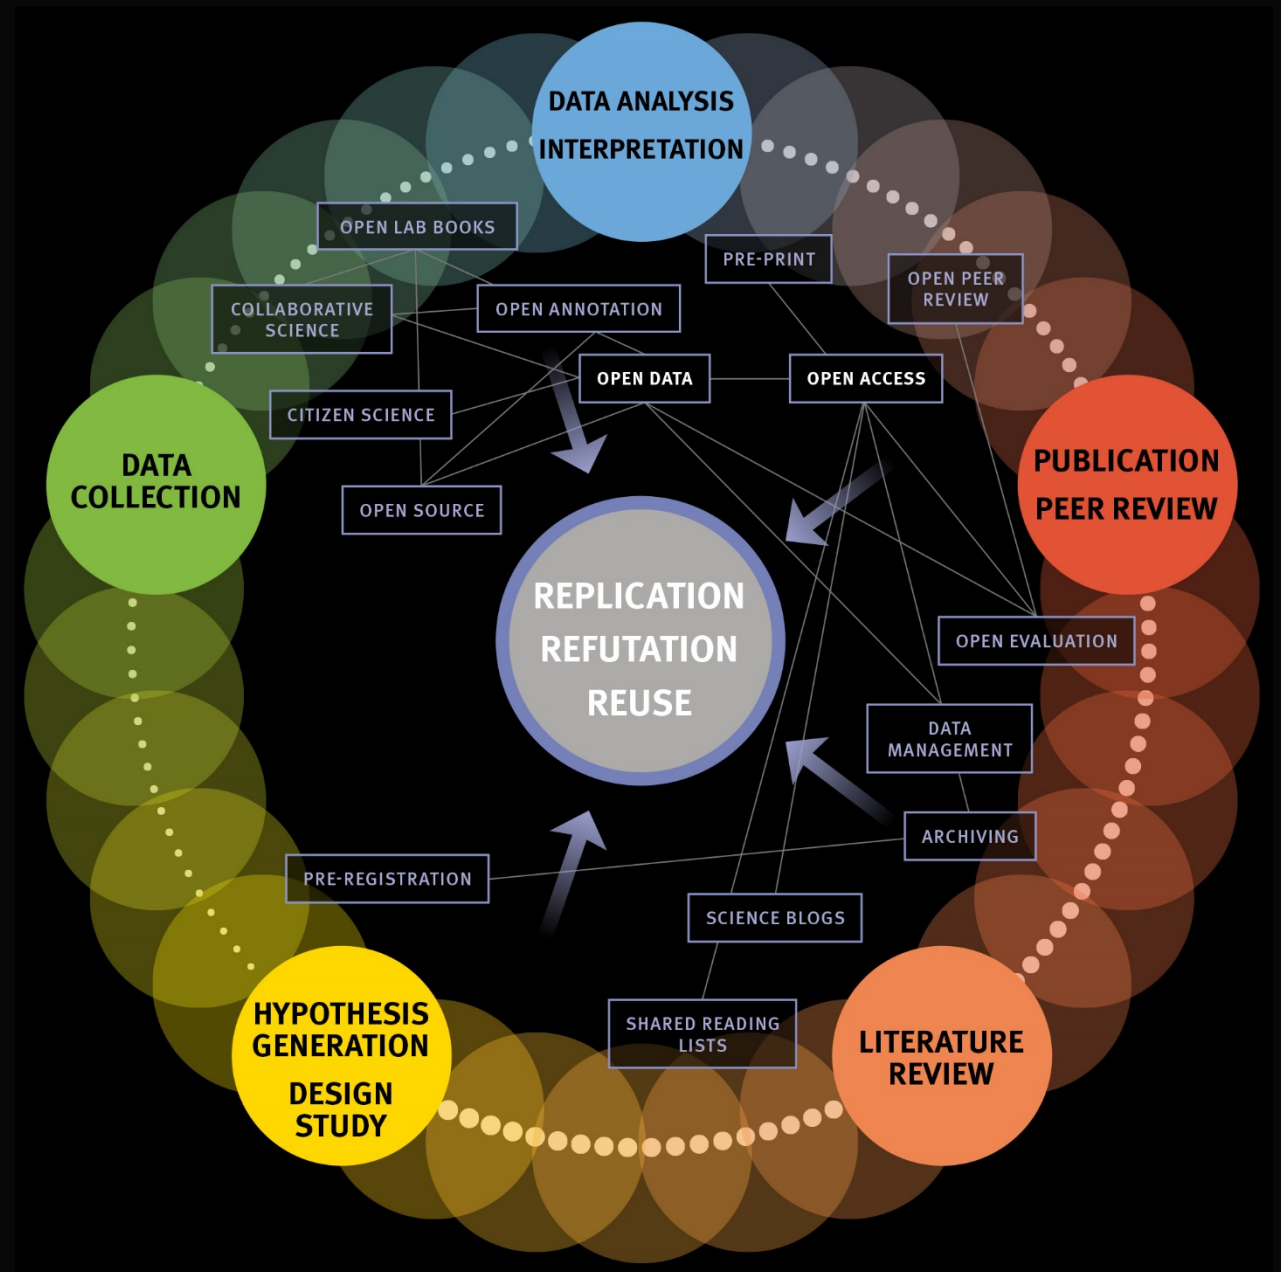 DATA ANALYSIS
INTERPRETATION
OPEN LAB BOOKS
PRE-PRINT
OPEN PEER
REVIEW
COLLABORATIVE
SCIENCE
OPEN ANNOTATION
OPEN DATA
OPEN ACCESS
CITIZEN SCIENCE
DATA
COLLECTION
PUBLICATION
PEER REVIEW
OPEN SOURCE
REPLICATION
REFUTATION
REUSE
OPEN EVALUATION
DATA
MANAGEMENT
ARCHIVING
PRE-REGISTRATION
SCIENCE BLOGS
SHARED READING
LISTS
HYPOTHESIS
GENERATION
DESIGN
STUDY
LITERATURE
REVIEW